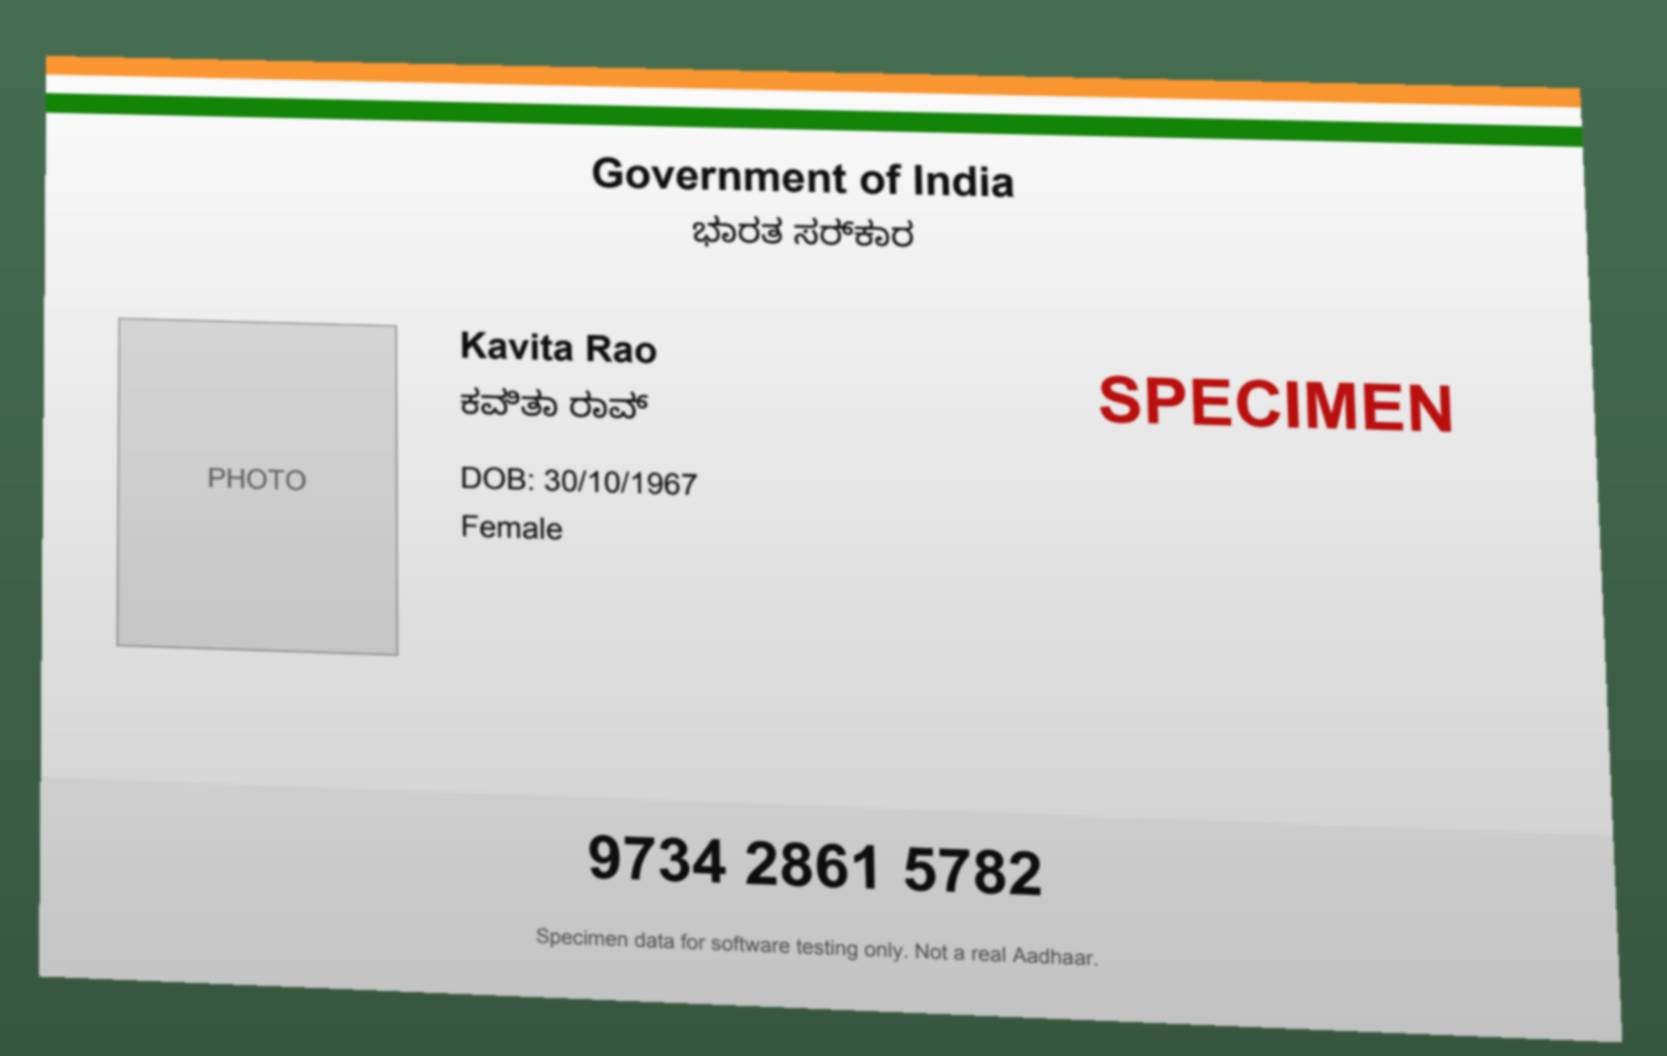 Government of India
ಭಾರತ ಸರ್‍ಕಾರ
Kavita Rao
ಕವಿತಾ ರಾವ್
SPECIMEN
PHOTO
DOB: 30/10/1967
Female
9734 2861 5782
Specimen data for software testing only. Not a real Aadhaar.